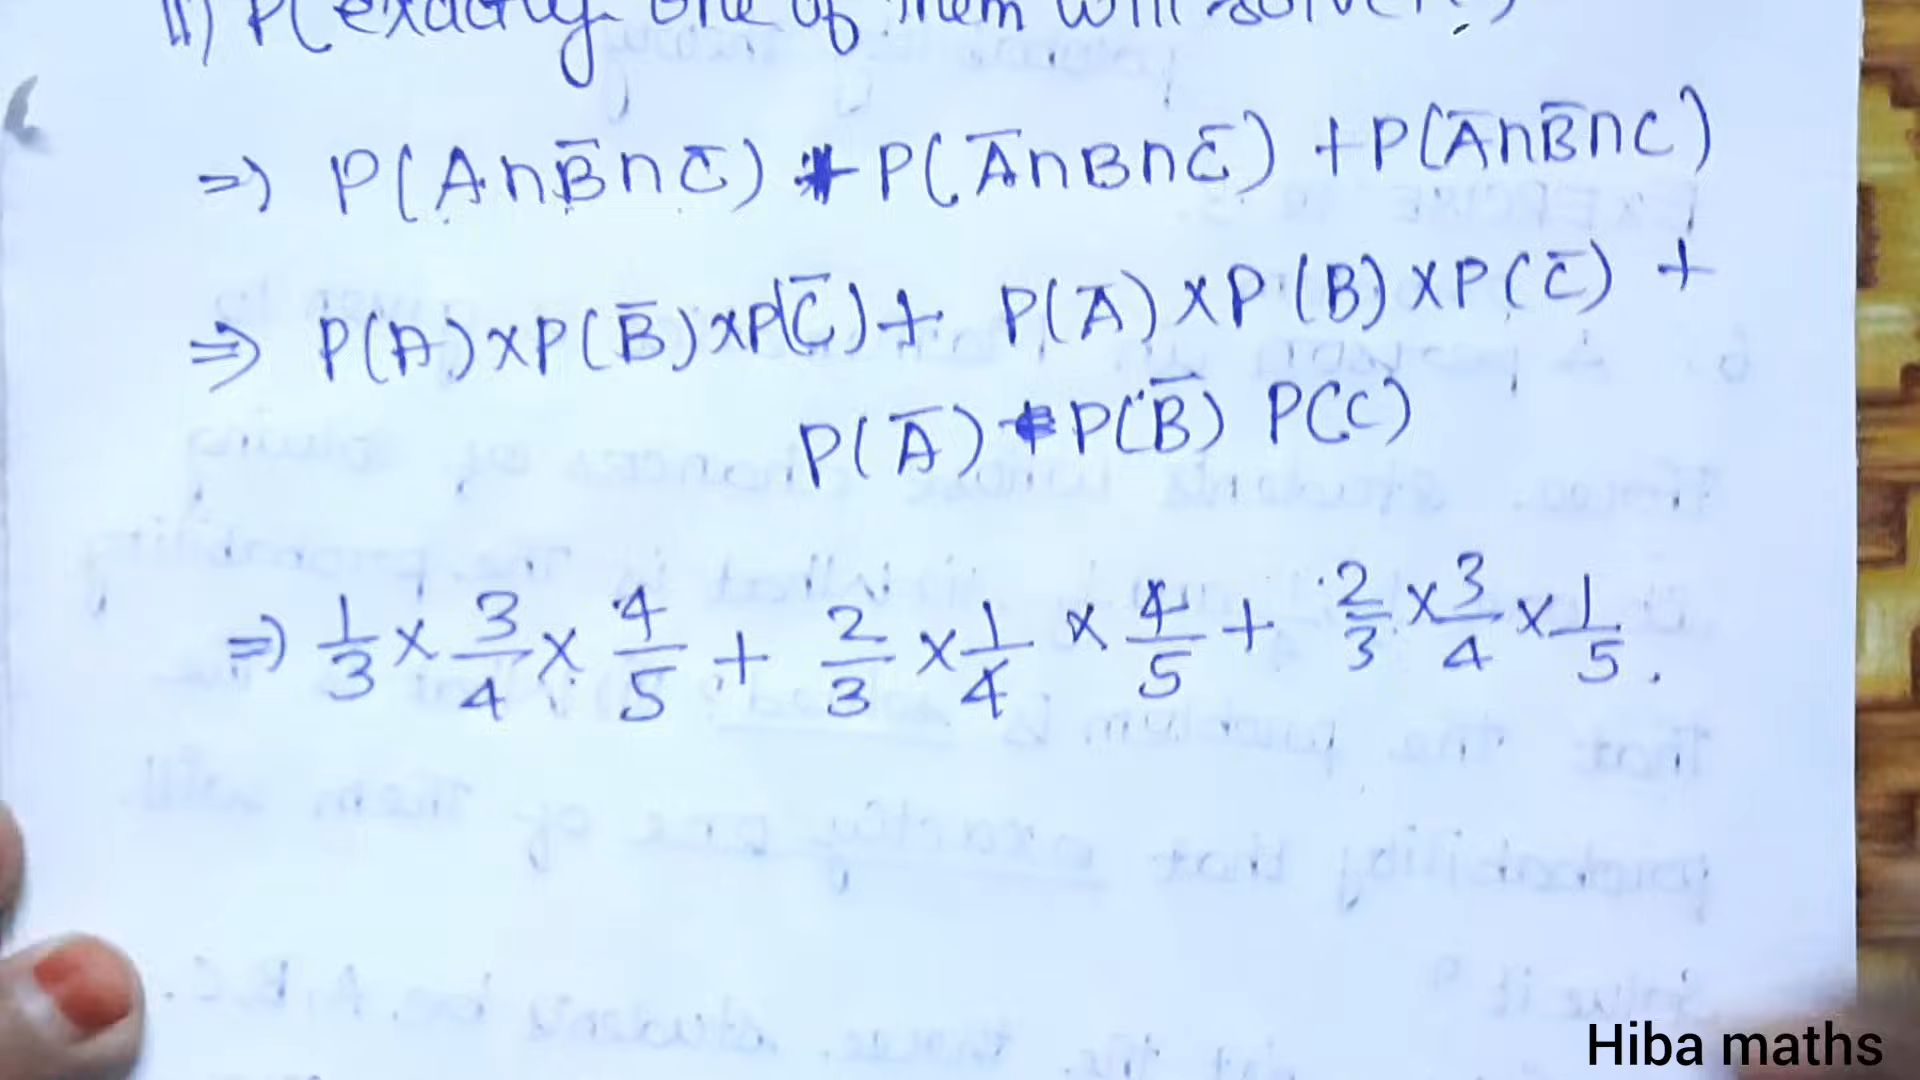 ii) P( exactly one of them will solve it)
⇒ P(A∩B̅∩C̅) + P(A̅∩B∩C̅) + P(A̅∩B̅∩C)
⇒ P(A)×P(B̅)×P(C̅) + P(A̅)×P(B)×P(C̅) +
P(A̅) P(B̅) P(C)
⇒ 1/3 × 3/4 × 4/5 + 2/3 × 1/4 × 4/5 + 2/3 × 3/4 × 1/5.
Hiba maths